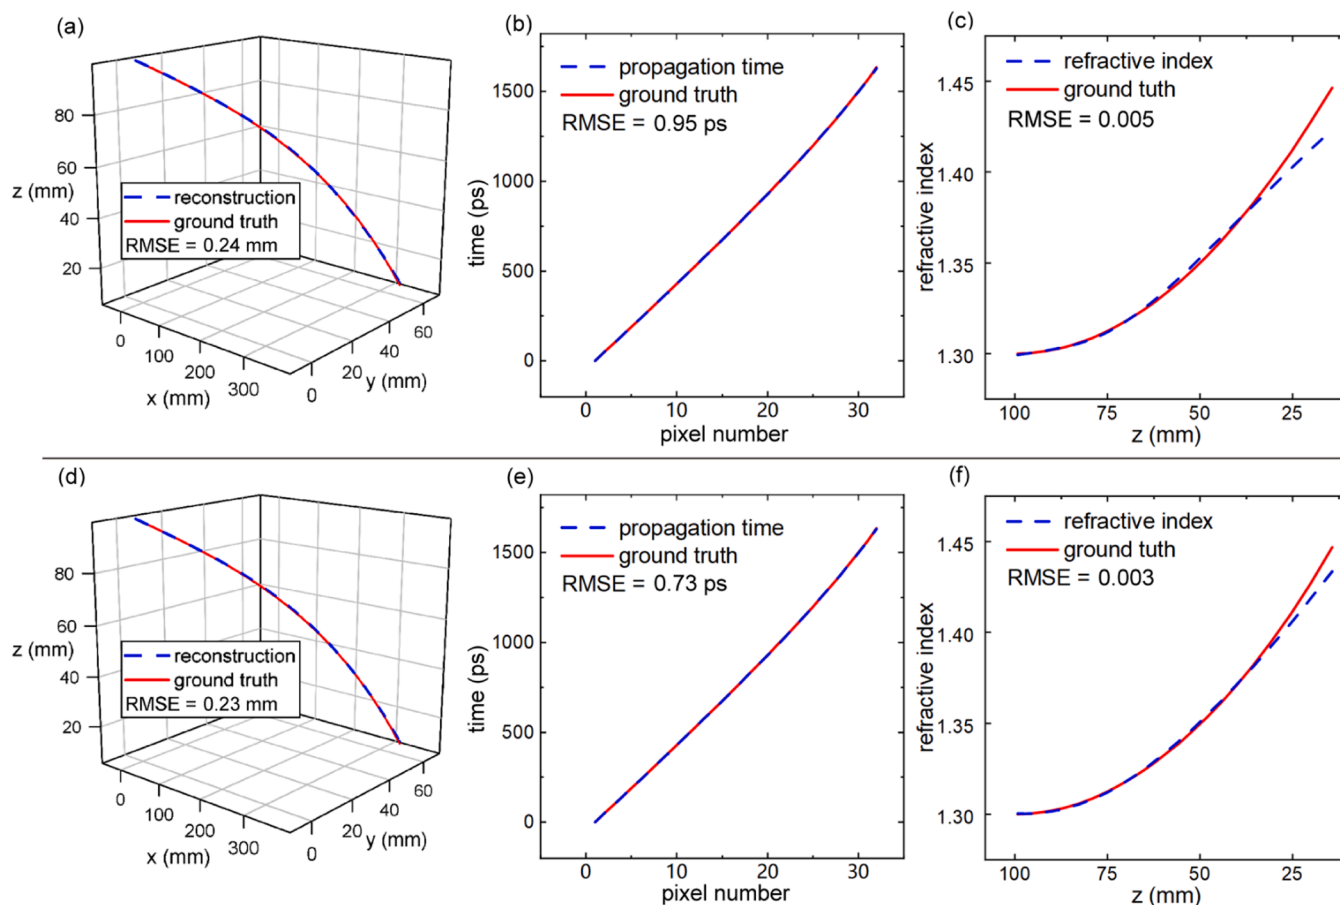 (a)
80
60
z (mm)
40
20
reconstruction
ground truth
RMSE = 0.24 mm
0
100
200
300
x (mm)
0
20
40
60
y (mm)
(b)
1500
1000
500
0
time (ps)
propagation time
ground truth
RMSE = 0.95 ps
0 10 20 30
pixel number
(c)
1.45
1.40
1.35
1.30
refractive index
refractive index
ground tuth
RMSE = 0.005
100 75 50 25
z (mm)
(d)
80
60
z (mm)
40
20
reconstruction
ground truth
RMSE = 0.23 mm
0
100
200
300
x (mm)
0
20
40
60
y (mm)
(e)
1500
1000
500
0
time (ps)
propagation time
ground truth
RMSE = 0.73 ps
0 10 20 30
pixel number
(f)
1.45
1.40
1.35
1.30
refractive index
refractive index
ground tuth
RMSE = 0.003
100 75 50 25
z (mm)